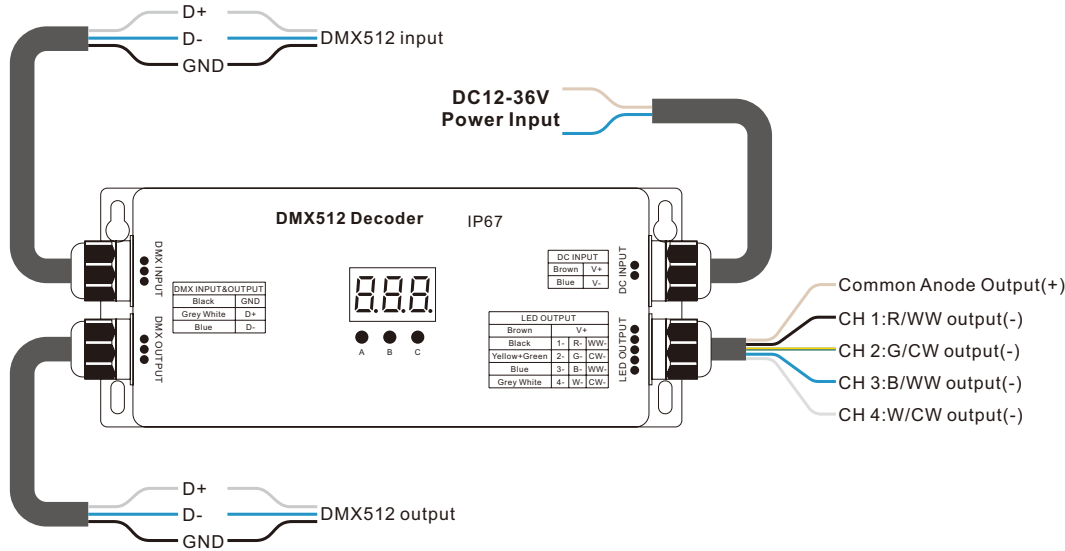 D+
D-
GND
DMX512 input
DC12-36V
Power Input
DMX512 Decoder
IP67
DMX INPUT
DMX INPUT&OUTPUT
Black GND
Grey White D+
Blue D-
DMX OUTPUT
8.8.8.
A B C
DC INPUT
Brown V+
Blue V-
DC INPUT
LED OUTPUT
Brown V+
Black 1- R- WW-
Yellow+Green 2- G- CW-
Blue 3- B- WW-
Grey White 4- W- CW-
LED OUTPUT
Common Anode Output(+)
CH 1:R/WW output(-)
CH 2:G/CW output(-)
CH 3:B/WW output(-)
CH 4:W/CW output(-)
D+
D-
GND
DMX512 output